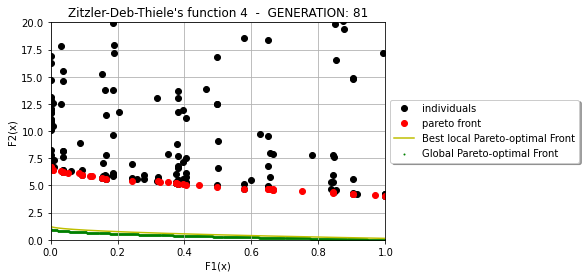 Zitzler-Deb-Thiele's function 4 - GENERATION: 81
20.0
17.5
15.0
12.5
10.0
7.5
5.0
2.5
0.0
F2(x)
0.0 0.2 0.4 0.6 0.8 1.0
F1(x)
individuals
pareto front
Best local Pareto-optimal Front
Global Pareto-optimal Front